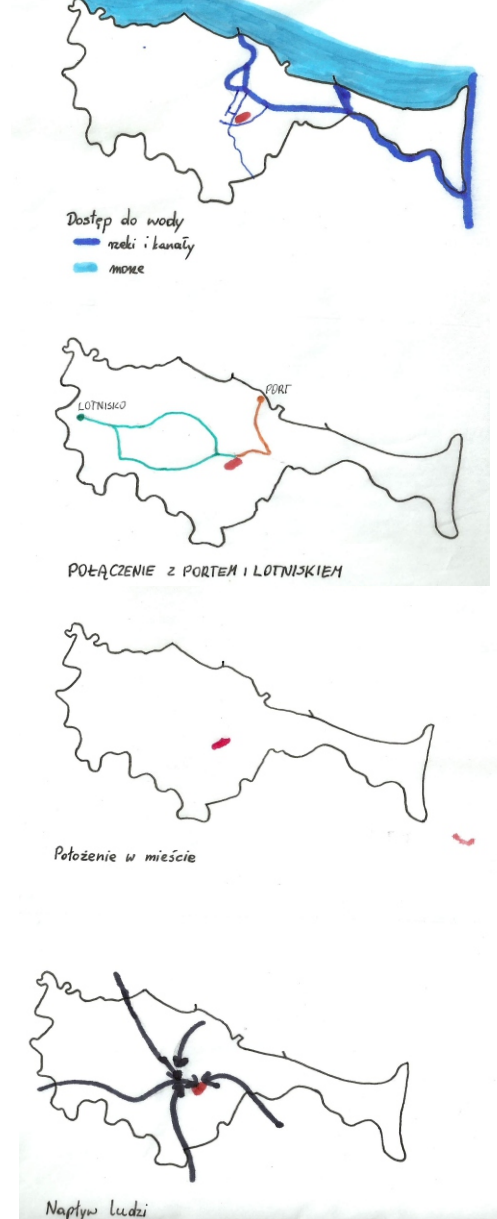 Dostęp do wody
rzeki i kanały
morze
LOTNISKO
PORT
POŁĄCZENIE Z PORTEM I LOTNISKIEM
Położenie w mieście
Napływ ludzi